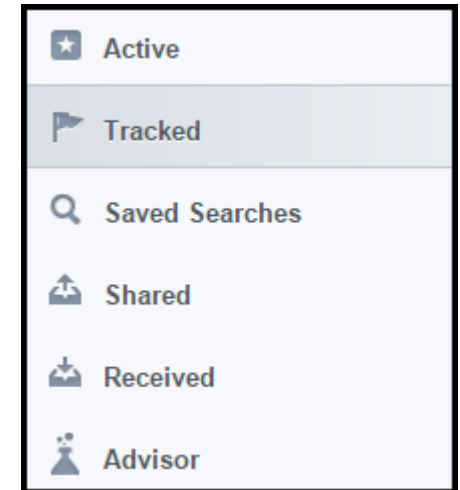 Active
Tracked
Saved Searches
Shared
Received
Advisor